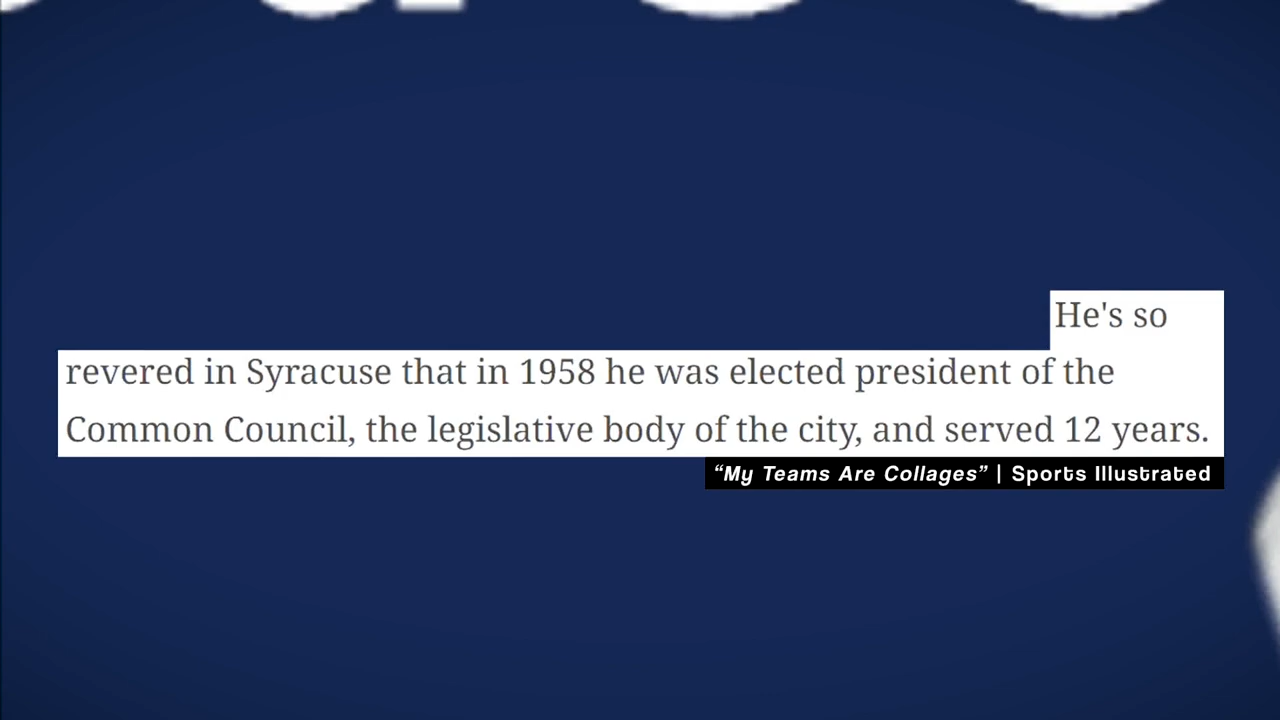 He's so
revered in Syracuse that in 1958 he was elected president of the
Common Council, the legislative body of the city, and served 12 years.
“My Teams Are Collages” | Sports Illustrated